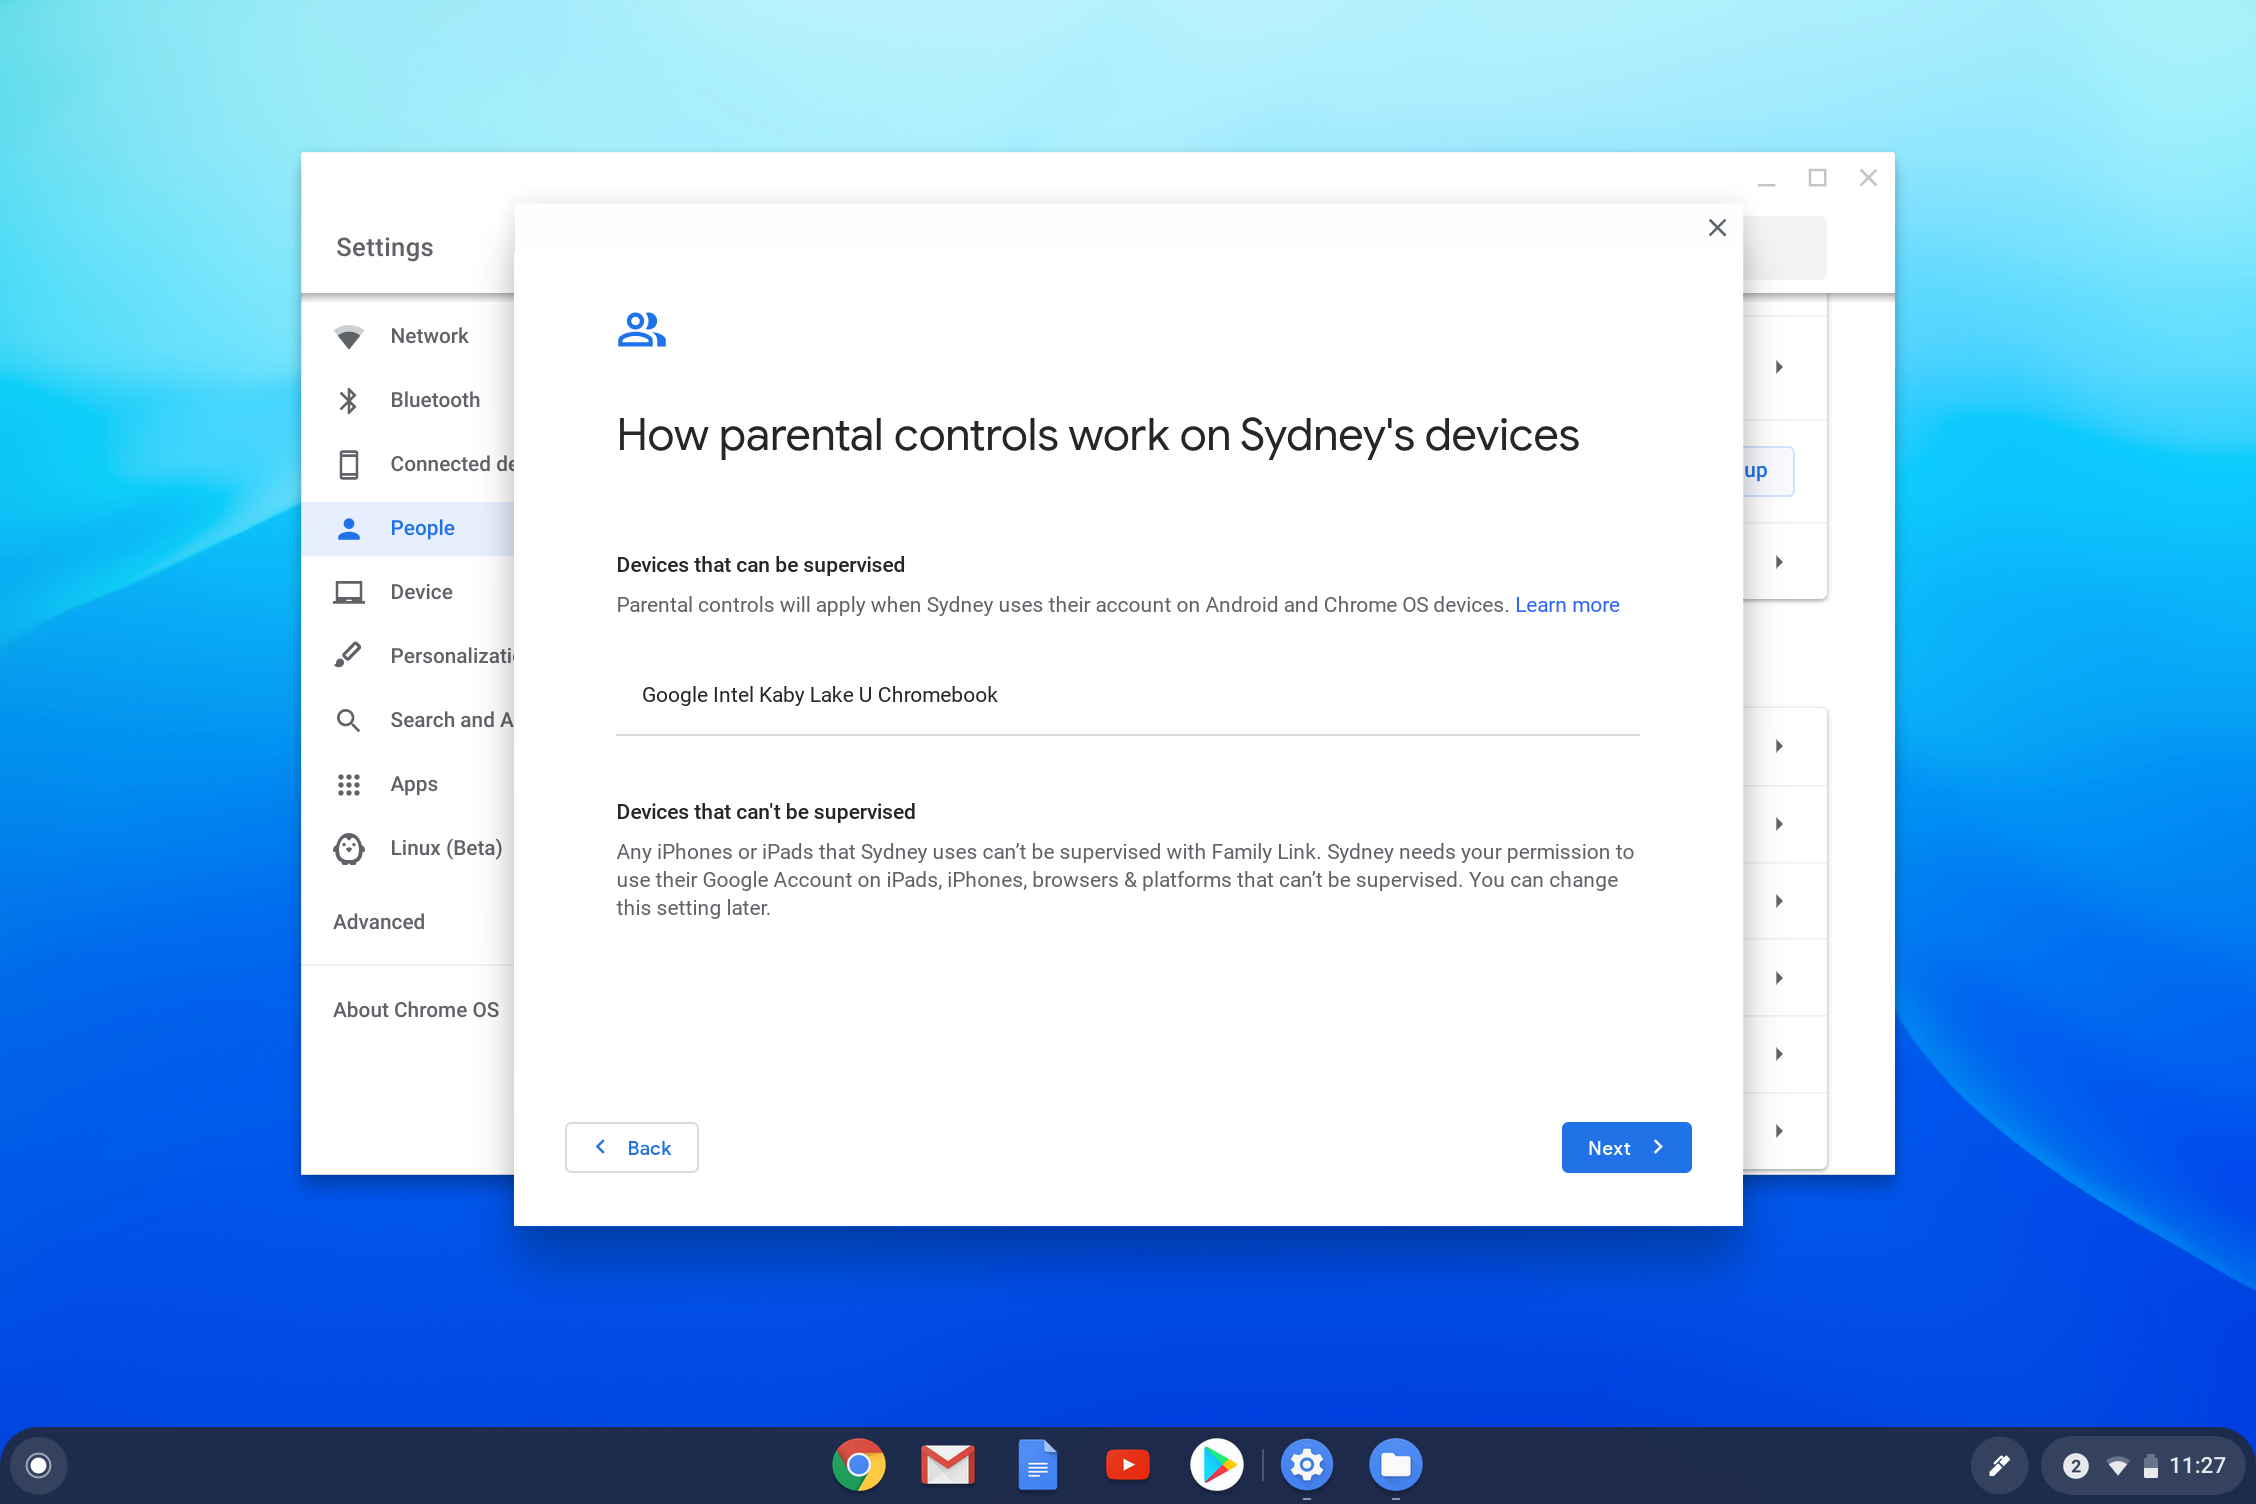 Settings
Network
Bluetooth
Connected de
People
Device
Personalizati
Search and A
Apps
Linux (Beta)
Advanced
About Chrome OS
How parental controls work on Sydney's devices
Devices that can be supervised
Parental controls will apply when Sydney uses their account on Android and Chrome OS devices. Learn more
Google Intel Kaby Lake U Chromebook
Devices that can't be supervised
Any iPhones or iPads that Sydney uses can’t be supervised with Family Link. Sydney needs your permission to
use their Google Account on iPads, iPhones, browsers & platforms that can’t be supervised. You can change
this setting later.
Back
Next
up
2
11:27